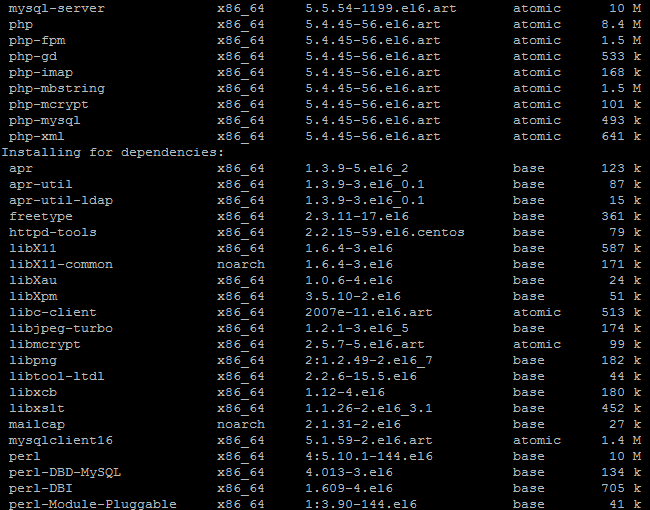 mysql-server x86_64 5.5.54-1199.el6.art atomic 10 M
php x86_64 5.4.45-56.el6.art atomic 8.4 M
php-fpm x86_64 5.4.45-56.el6.art atomic 1.5 M
php-gd x86_64 5.4.45-56.el6.art atomic 533 k
php-imap x86_64 5.4.45-56.el6.art atomic 168 k
php-mbstring x86_64 5.4.45-56.el6.art atomic 1.5 M
php-mcrypt x86_64 5.4.45-56.el6.art atomic 101 k
php-mysql x86_64 5.4.45-56.el6.art atomic 493 k
php-xml x86_64 5.4.45-56.el6.art atomic 641 k
Installing for dependencies:
apr x86_64 1.3.9-5.el6_2 base 123 k
apr-util x86_64 1.3.9-3.el6_0.1 base 87 k
apr-util-ldap x86_64 1.3.9-3.el6_0.1 base 15 k
freetype x86_64 2.3.11-17.el6 base 361 k
httpd-tools x86_64 2.2.15-59.el6.centos base 79 k
libX11 x86_64 1.6.4-3.el6 base 587 k
libX11-common noarch 1.6.4-3.el6 base 171 k
libXau x86_64 1.0.6-4.el6 base 24 k
libXpm x86_64 3.5.10-2.el6 base 51 k
libc-client x86_64 2007e-11.el6.art atomic 513 k
libjpeg-turbo x86_64 1.2.1-3.el6_5 base 174 k
libmcrypt x86_64 2.5.7-5.el6.art atomic 99 k
libpng x86_64 2:1.2.49-2.el6_7 base 182 k
libtool-ltdl x86_64 2.2.6-15.5.el6 base 44 k
libxcb x86_64 1.12-4.el6 base 180 k
libxslt x86_64 1.1.26-2.el6_3.1 base 452 k
mailcap noarch 2.1.31-2.el6 base 27 k
mysqlclient16 x86_64 5.1.59-2.el6.art atomic 1.4 M
perl x86_64 4:5.10.1-144.el6 base 10 M
perl-DBD-MySQL x86_64 4.013-3.el6 base 134 k
perl-DBI x86_64 1.609-4.el6 base 705 k
perl-Module-Pluggable x86_64 1:3.90-144.el6 base 41 k